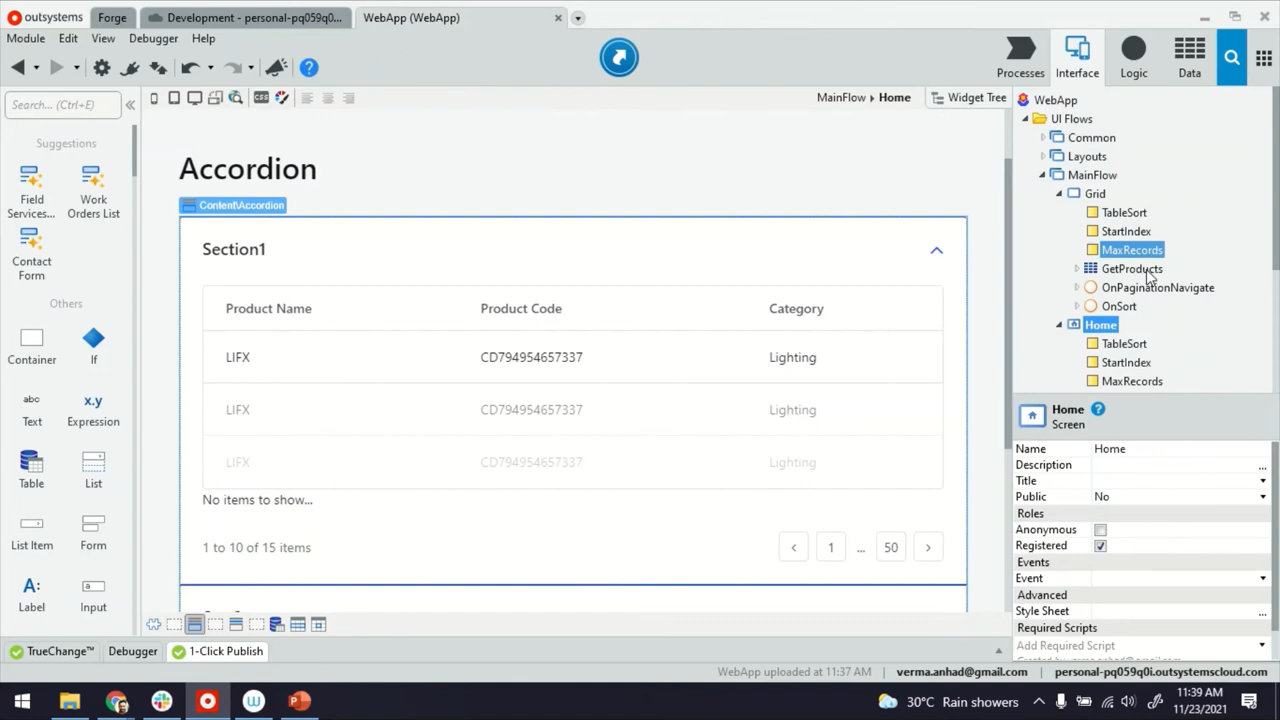 outsystems
Forge
Development - personal-pq059q0...
WebApp (WebApp)
Module Edit View Debugger Help
Processes
Interface
Logic
Data
Search... (Ctrl+E)
MainFlow Home
Widget Tree
Suggestions
Field Services...
Work Orders List
Contact Form
Others
Container
If
abc
Text
x.y
Expression
Table
List
List Item
Form
A:
Label
Input
Accordion
Content\Accordion
Section1
Product Name Product Code Category
LIFX CD794954657337 Lighting
LIFX CD794954657337 Lighting
LIFX CD794954657337 Lighting
No items to show...
1 to 10 of 15 items
1 ... 50
WebApp
UI Flows
Common
Layouts
MainFlow
Grid
TableSort
StartIndex
MaxRecords
GetProducts
OnPaginationNavigate
OnSort
Home
TableSort
StartIndex
MaxRecords
Home
Screen
Name Home
Description ...
Title
Public No
Roles
Anonymous
Registered
Events
Event
Advanced
Style Sheet ...
Required Scripts
Add Required Script
TrueChange™
Debugger
1-Click Publish
WebApp uploaded at 11:37 AM
verma.anhad@gmail.com
personal-pq059q0i.outsystemscloud.com
30°C Rain showers
11:39 AM
11/23/2021